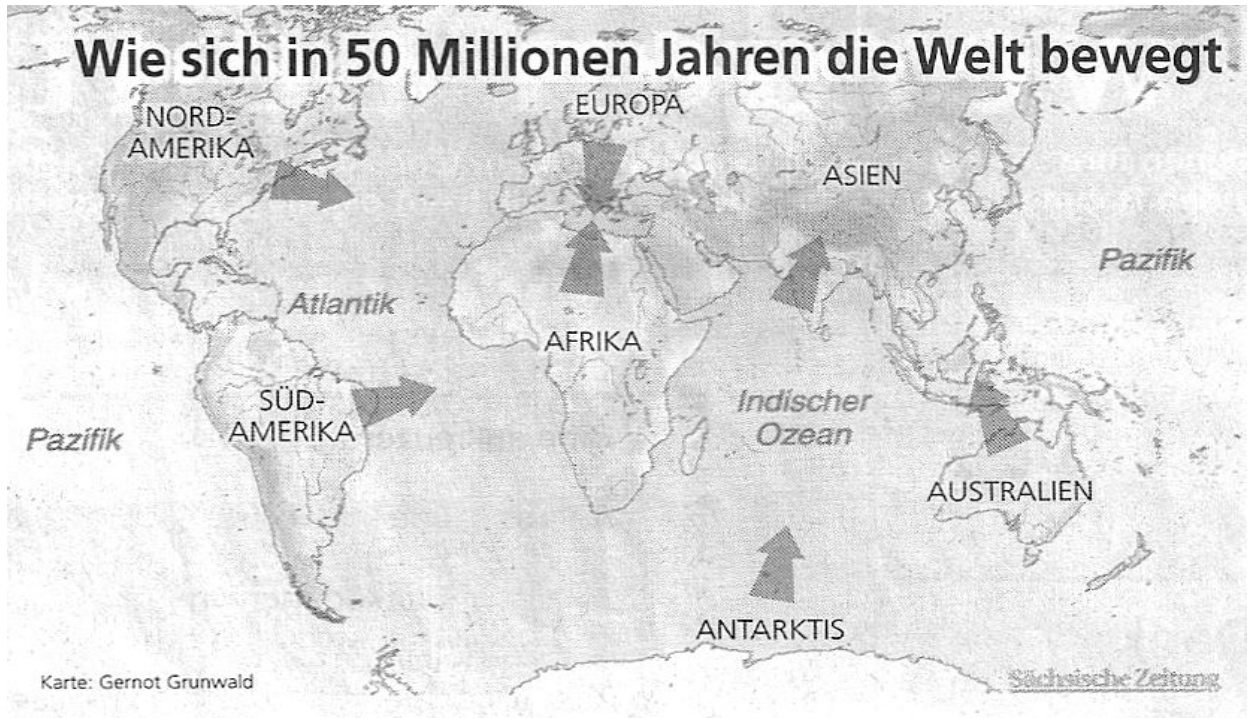 Wie sich in 50 Millionen Jahren die Welt bewegt
NORD-
AMERIKA
EUROPA
ASIEN
Pazifik
Atlantik
AFRIKA
SÜD-
AMERIKA
Indischer
Ozean
Pazifik
AUSTRALIEN
ANTARKTIS
Karte: Gernot Grunwald
Sächsische Zeitung